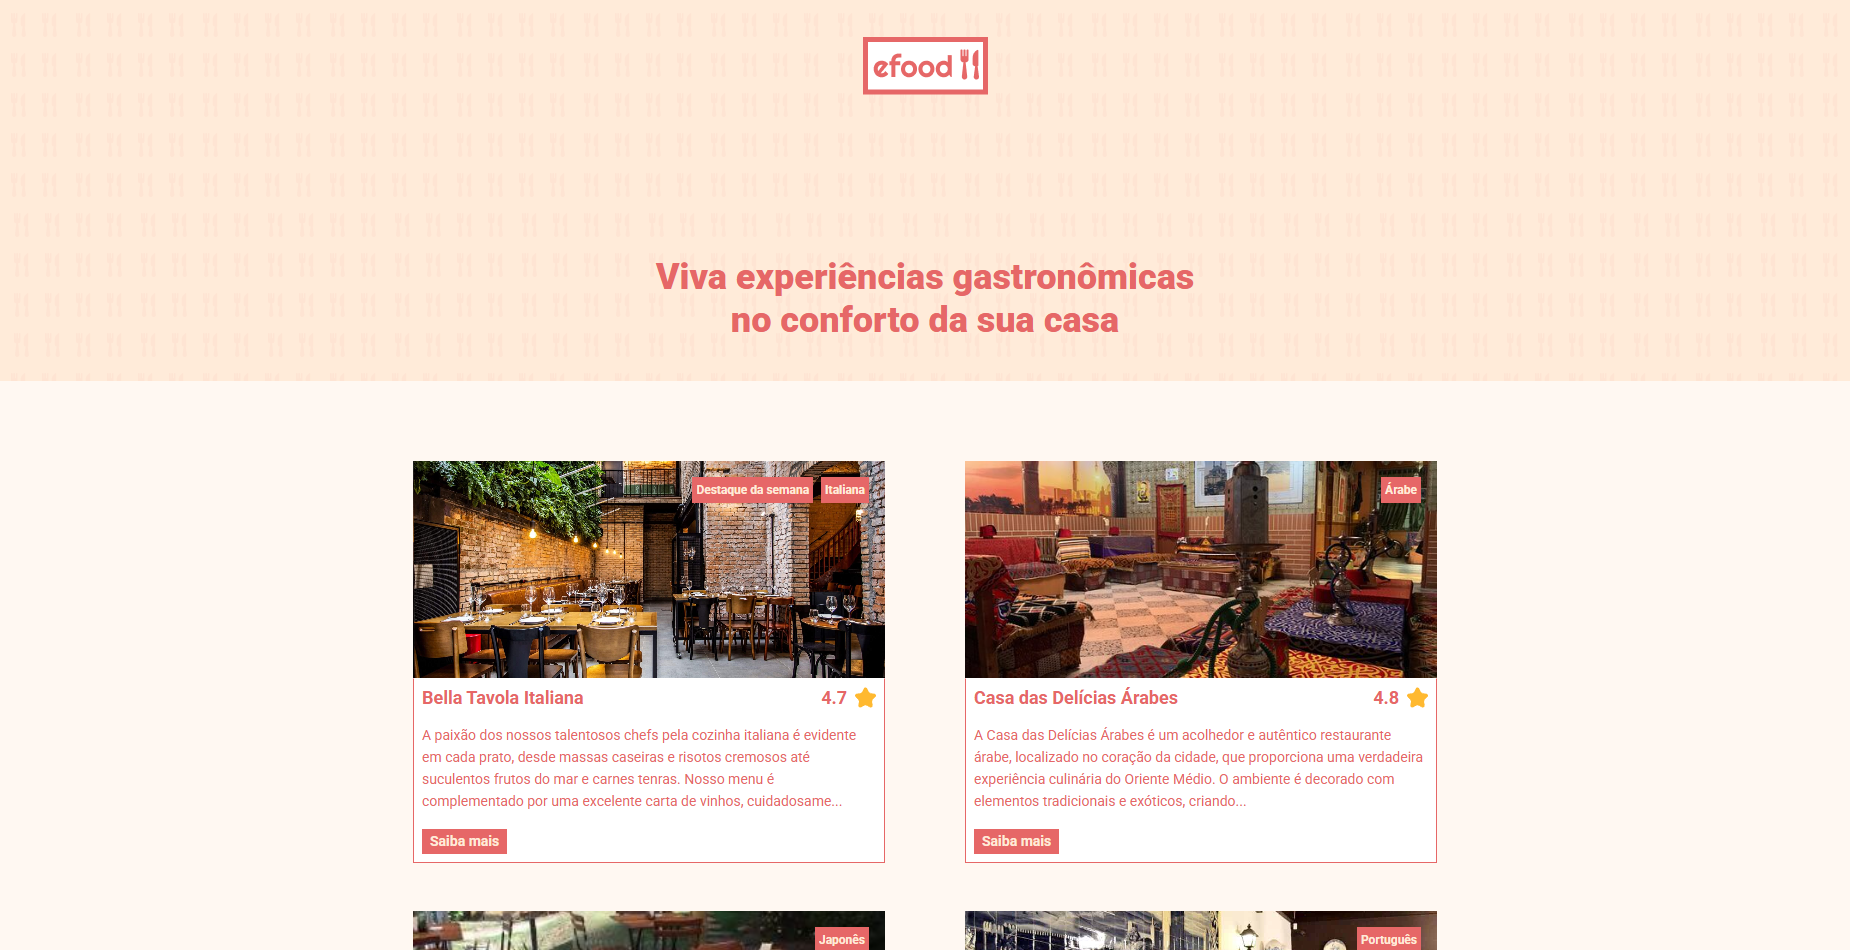 efood
Viva experiências gastronômicas
no conforto da sua casa
Destaque da semana
Italiana
Bella Tavola Italiana
4.7
A paixão dos nossos talentosos chefs pela cozinha italiana é evidente
em cada prato, desde massas caseiras e risotos cremosos até
suculentos frutos do mar e carnes tenras. Nosso menu é
complementado por uma excelente carta de vinhos, cuidadosame...
Saiba mais
Árabe
Casa das Delícias Árabes
4.8
A Casa das Delícias Árabes é um acolhedor e autêntico restaurante
árabe, localizado no coração da cidade, que proporciona uma verdadeira
experiência culinária do Oriente Médio. O ambiente é decorado com
elementos tradicionais e exóticos, criando...
Saiba mais
Japonês
Português